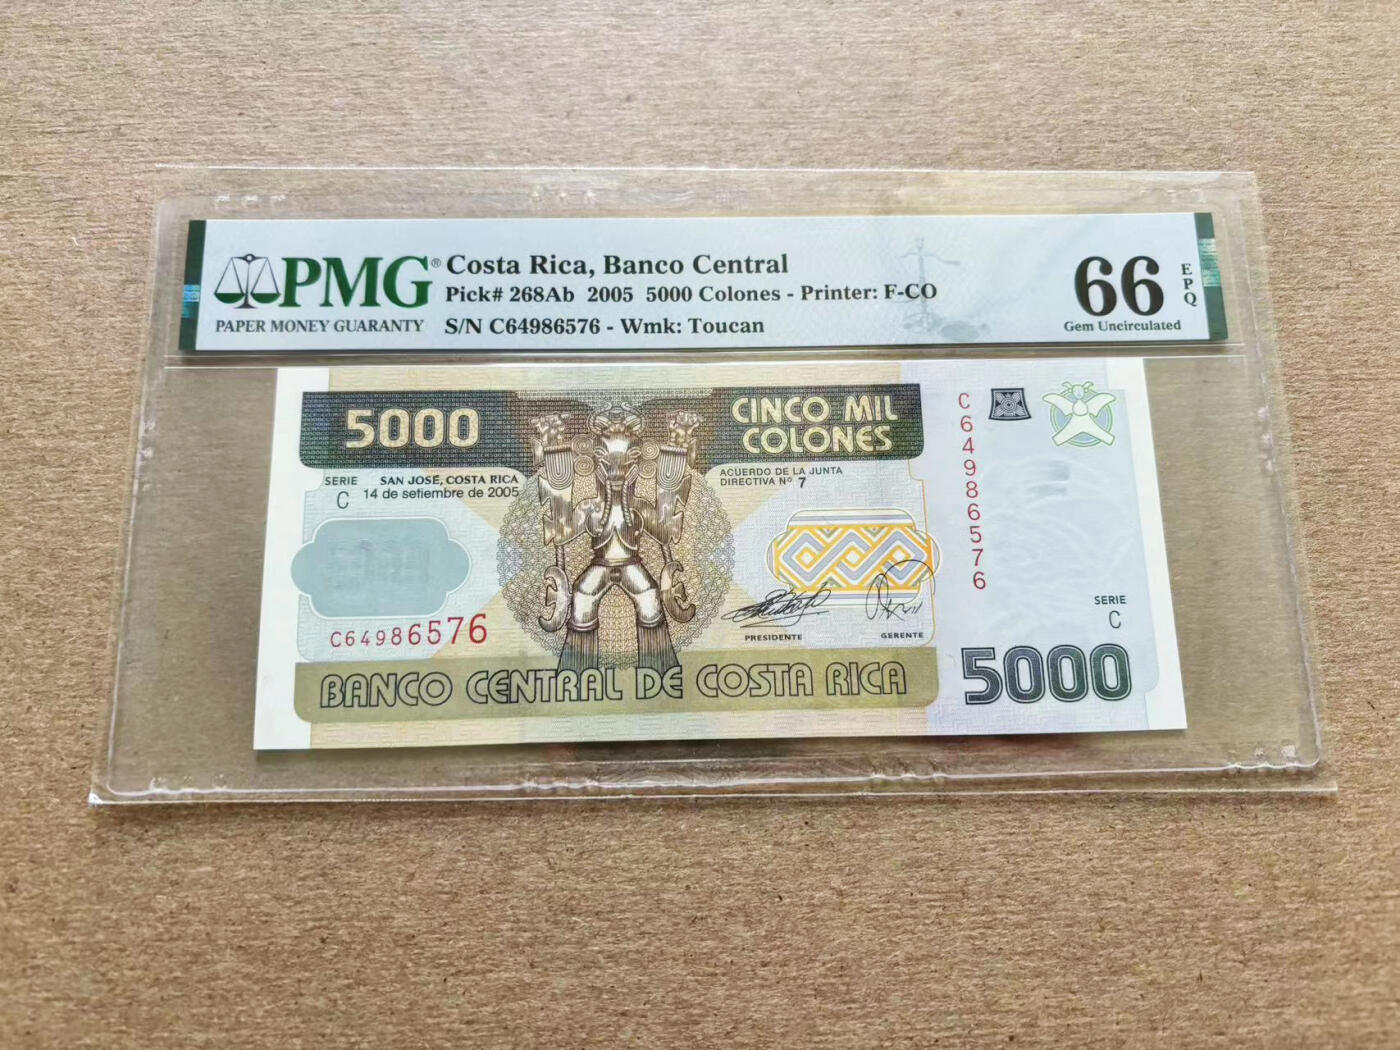 PMG®
PAPER MONEY GUARANTY
Costa Rica, Banco Central
Pick# 268Ab 2005 5000 Colones - Printer: F-CO
S/N C64986576 - Wmk: Toucan
66
EPQ
Gem Uncirculated
5000
CINCO MIL
COLONES
SERIE
C
SAN JOSÉ, COSTA RICA
14 de setiembre de 2005
ACUERDO DE LA JUNTA
DIRECTIVA Nº 7
C64986576
PRESIDENTE
GERENTE
BANCO CENTRAL DE COSTA RICA
C64986576
SERIE
C
5000